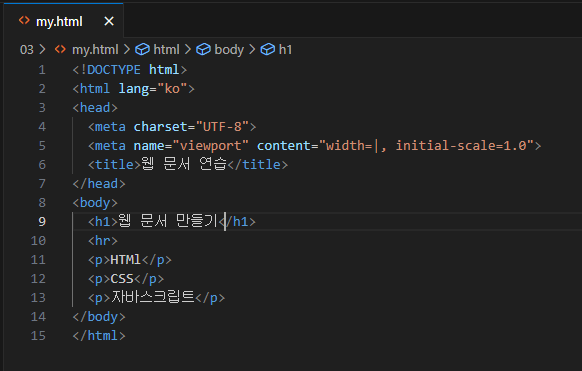 my.html
03 > my.html > html > body > h1
1 <!DOCTYPE html>
2 <html lang="ko">
3 <head>
4 <meta charset="UTF-8">
5 <meta name="viewport" content="width=|, initial-scale=1.0">
6 <title>웹 문서 연습</title>
7 </head>
8 <body>
9 <h1>웹 문서 만들기</h1>
10 <hr>
11 <p>HTMl</p>
12 <p>CSS</p>
13 <p>자바스크립트</p>
14 </body>
15 </html>